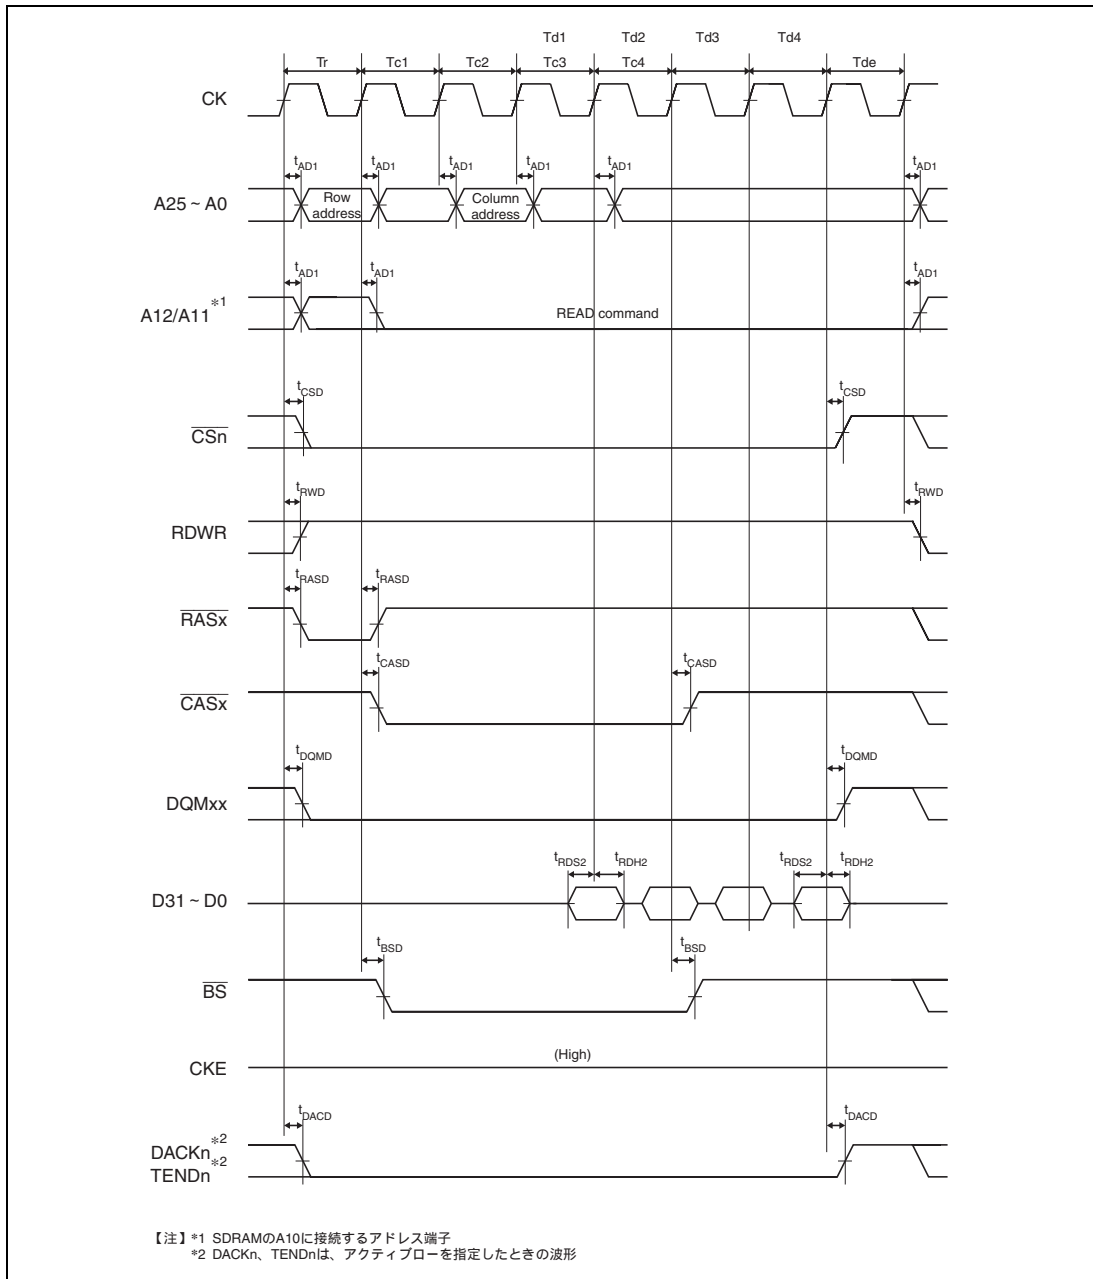 Td1 Td2 Td3 Td4
Tr Tc1 Tc2 Tc3 Tc4 Tde
CK
tAD1 tAD1 tAD1 tAD1 tAD1 tAD1
A25 ~ A0
Row address
Column address
tAD1 tAD1 tAD1
A12/A11*1
READ command
tCSD tCSD
CSn
tRWD tRWD
RDWR
tRASD tRASD
RASx
tCASD tCASD
CASx
tDQMD tDQMD
DQMxx
tRDS2 tRDH2 tRDS2 tRDH2
D31 ~ D0
tBSD tBSD
BS
(High)
CKE
tDACD tDACD
DACKn*2
TENDn*2
【注】*1 SDRAMのA10に接続するアドレス端子
*2 DACKn、TENDnは、アクティブローを指定したときの波形